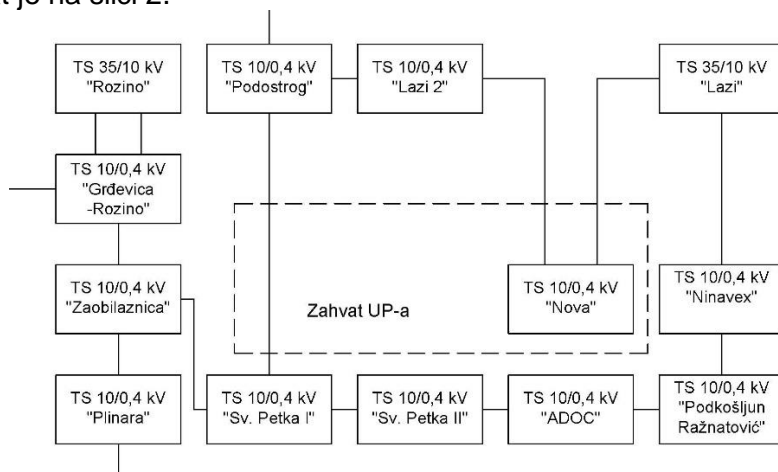 je na slici 2.
TS 35/10 kV
"Rozino"
TS 10/0,4 kV
"Podostrog"
TS 10/0,4 kV
"Lazi 2"
TS 35/10 kV
"Lazi"
TS 10/0,4 kV
"Grđevica
-Rozino"
TS 10/0,4 kV
"Zaobilaznica"
Zahvat UP-a
TS 10/0,4 kV
"Nova"
TS 10/0,4 kV
"Ninavex"
TS 10/0,4 kV
"Plinara"
TS 10/0,4 kV
"Sv. Petka I"
TS 10/0,4 kV
"Sv. Petka II"
TS 10/0,4 kV
"ADOC"
TS 10/0,4 kV
"Podkošljun
Ražnatović"